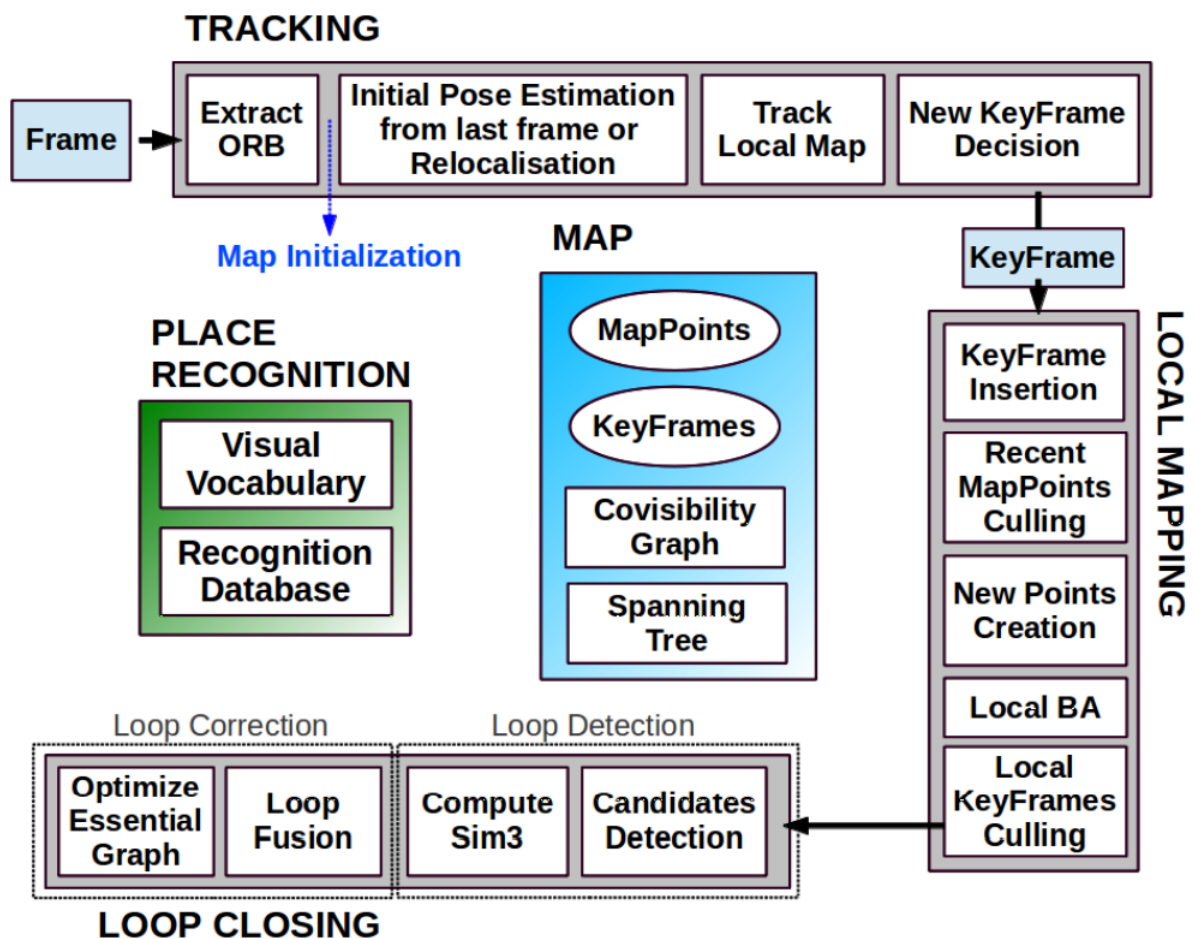 TRACKING
Frame
Extract
ORB
Initial Pose Estimation
from last frame or
Relocalisation
Track
Local Map
New KeyFrame
Decision
Map Initialization
KeyFrame
MAP
MapPoints
KeyFrames
Covisibility
Graph
Spanning
Tree
PLACE
RECOGNITION
Visual
Vocabulary
Recognition
Database
LOCAL MAPPING
KeyFrame
Insertion
Recent
MapPoints
Culling
New Points
Creation
Local BA
Local
KeyFrames
Culling
Loop Correction
Loop Detection
Optimize
Essential
Graph
Loop
Fusion
Compute
Sim3
Candidates
Detection
LOOP CLOSING